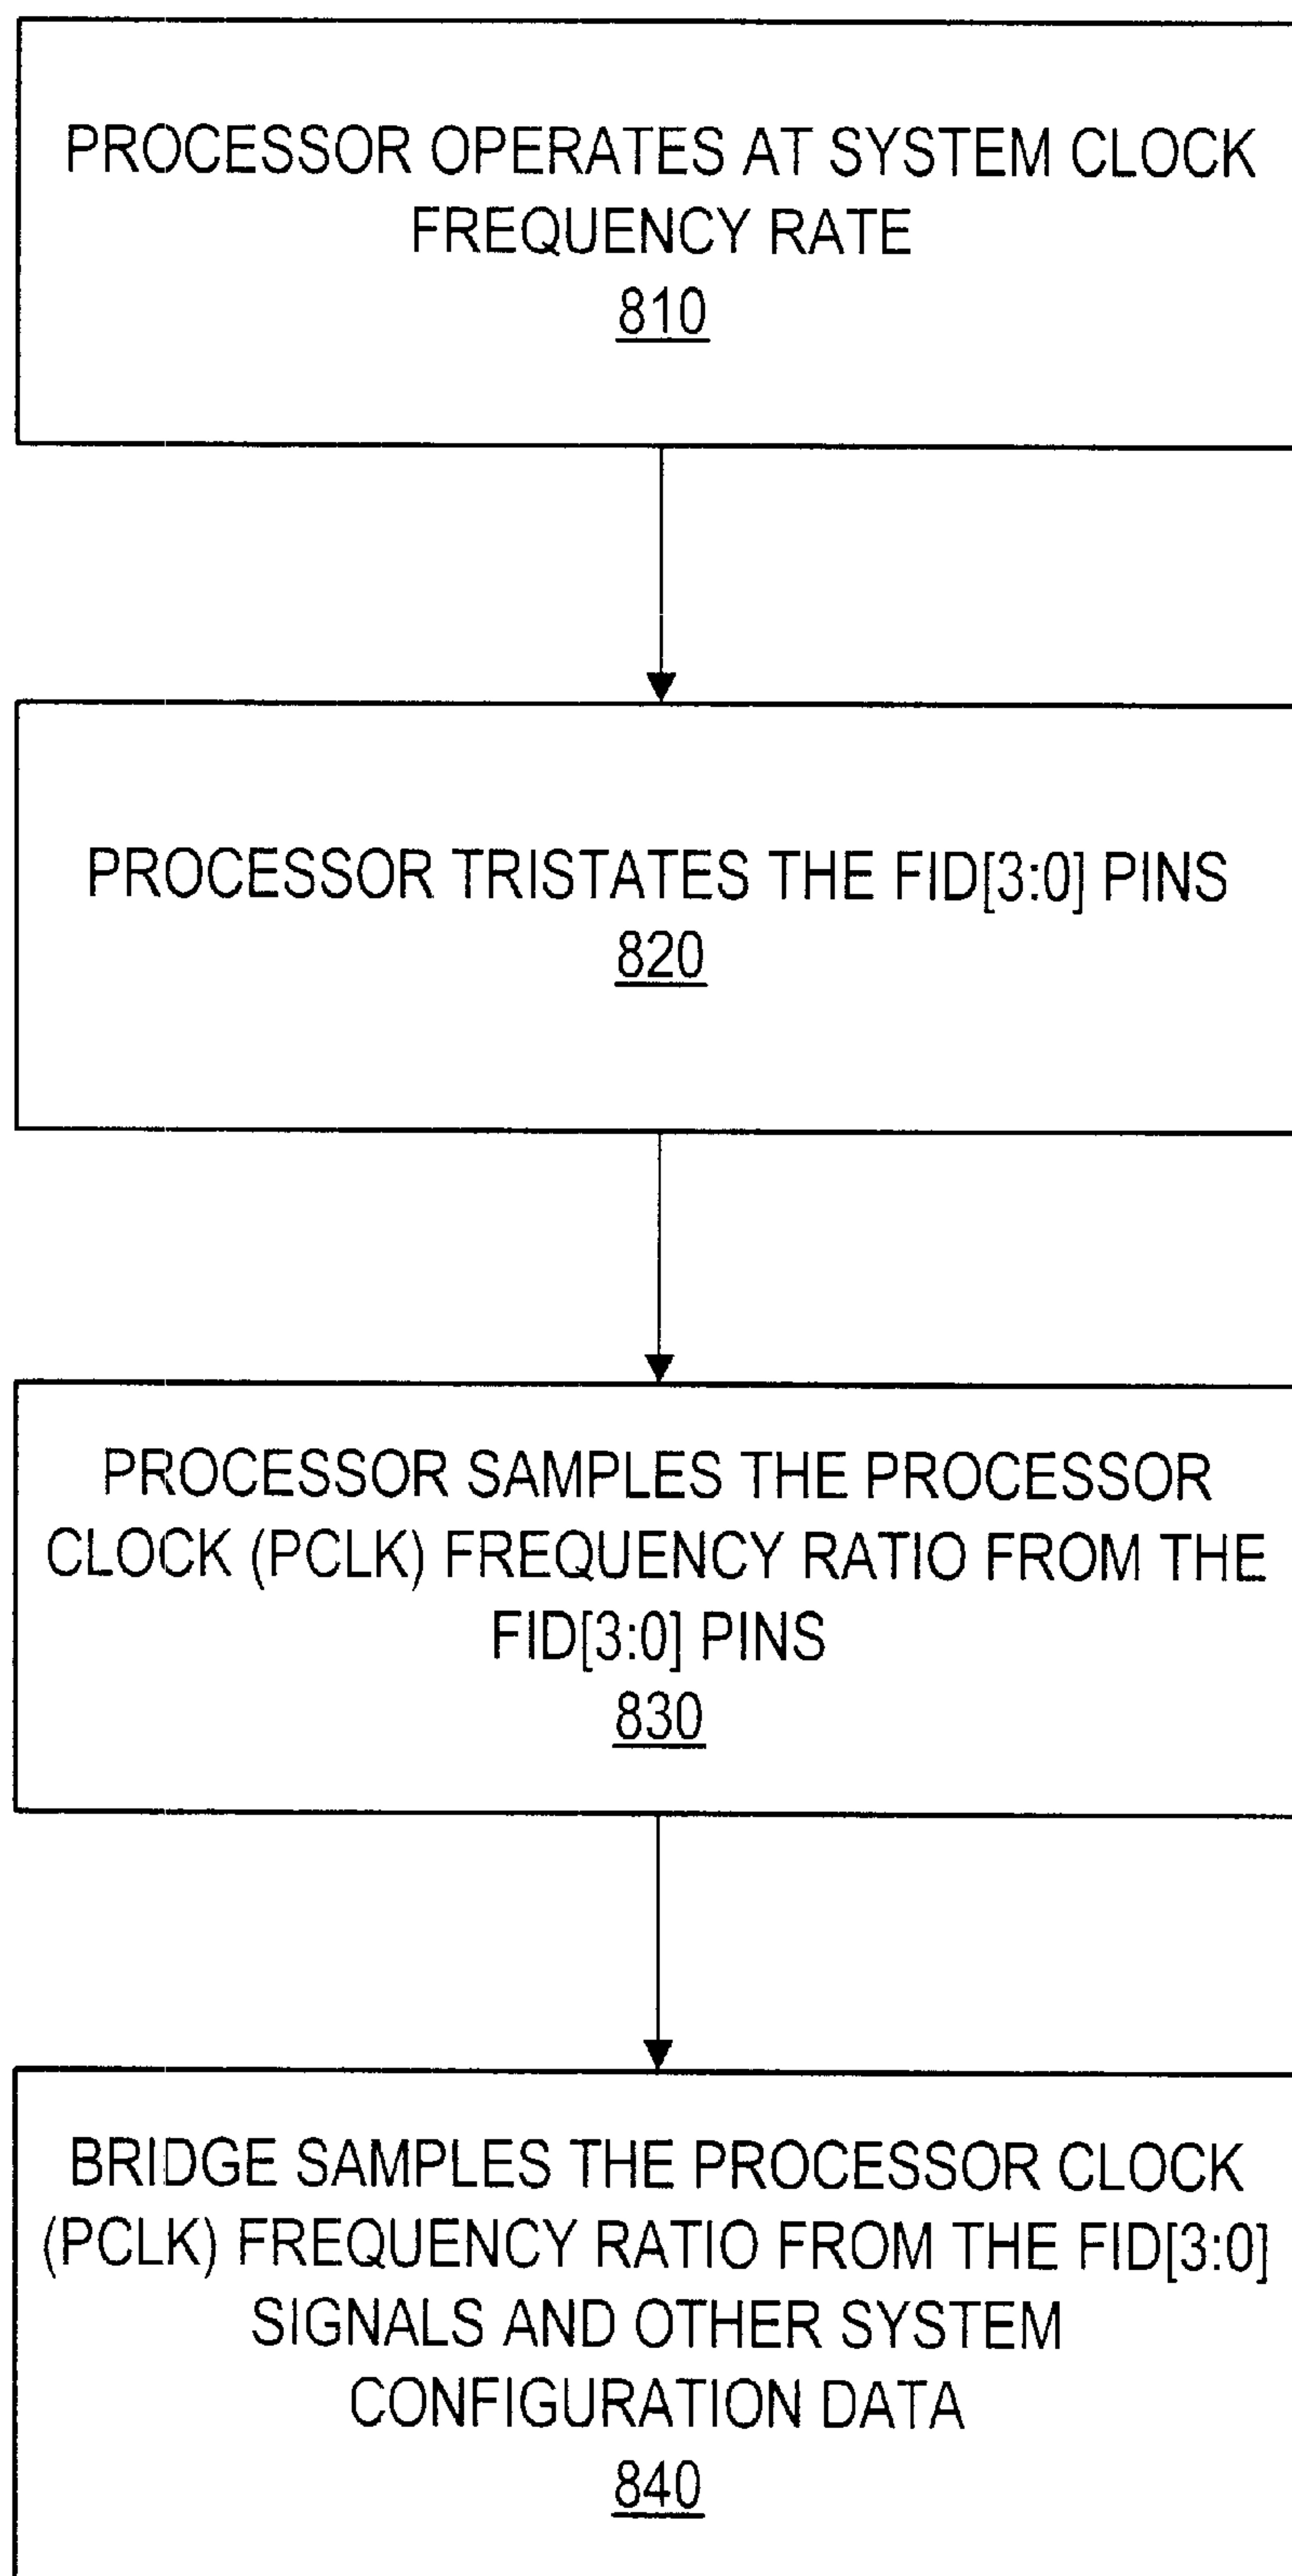 PROCESSOR OPERATES AT SYSTEM CLOCK
FREQUENCY RATE
810
PROCESSOR TRISTATES THE FID[3:0] PINS
820
PROCESSOR SAMPLES THE PROCESSOR
CLOCK (PCLK) FREQUENCY RATIO FROM THE
FID[3:0] PINS
830
BRIDGE SAMPLES THE PROCESSOR CLOCK
(PCLK) FREQUENCY RATIO FROM THE FID[3:0]
SIGNALS AND OTHER SYSTEM
CONFIGURATION DATA
840